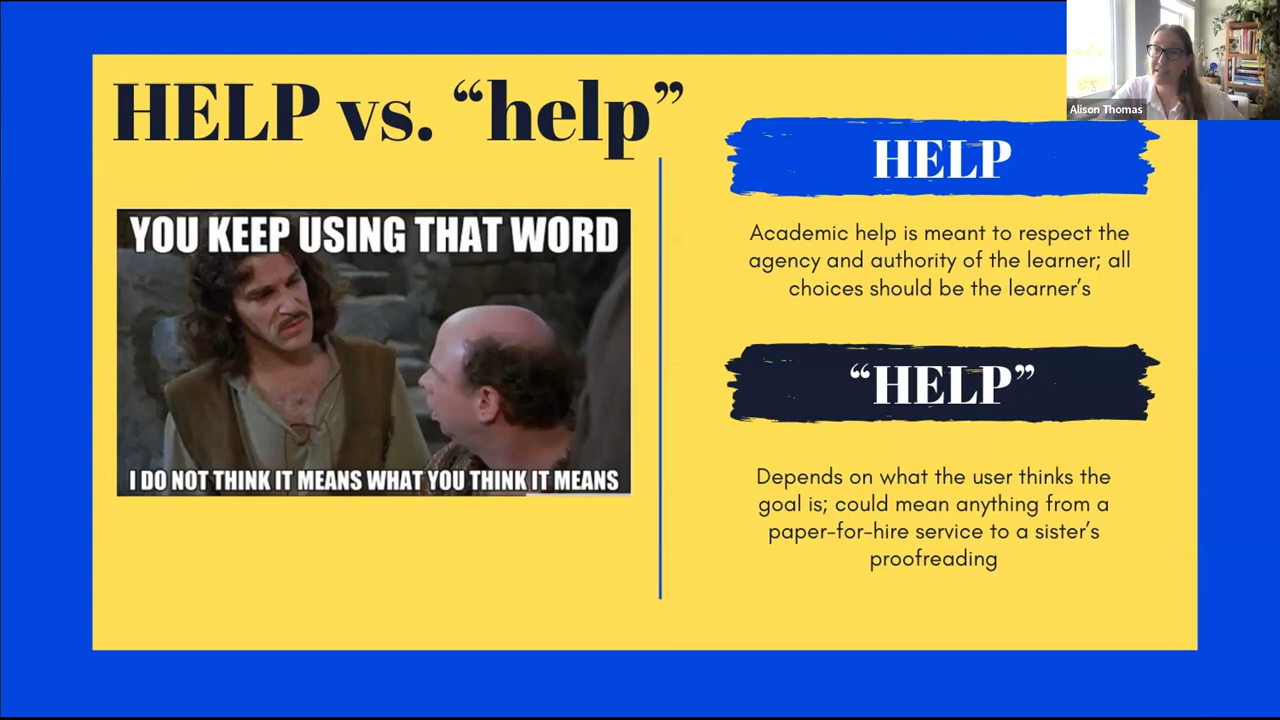 HELP vs. “help”
YOU KEEP USING THAT WORD
I DO NOT THINK IT MEANS WHAT YOU THINK IT MEANS
Alison Thomas
HELP
Academic help is meant to respect the
agency and authority of the learner; all
choices should be the learner’s
“HELP”
Depends on what the user thinks the
goal is; could mean anything from a
paper-for-hire service to a sister’s
proofreading